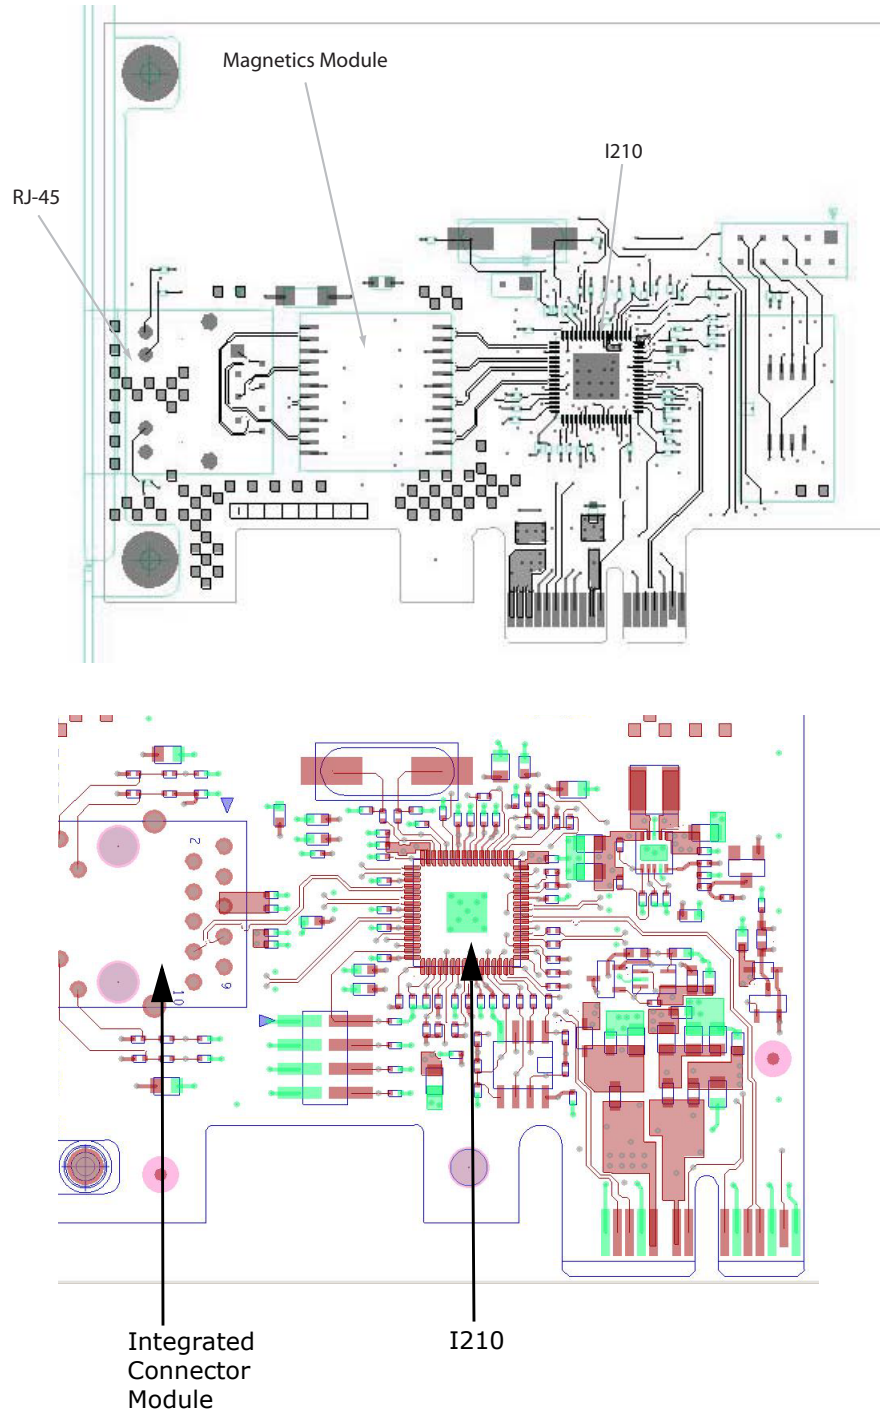 Magnetics Module
I210
RJ-45
2
10
9
Integrated
Connector
Module
I210